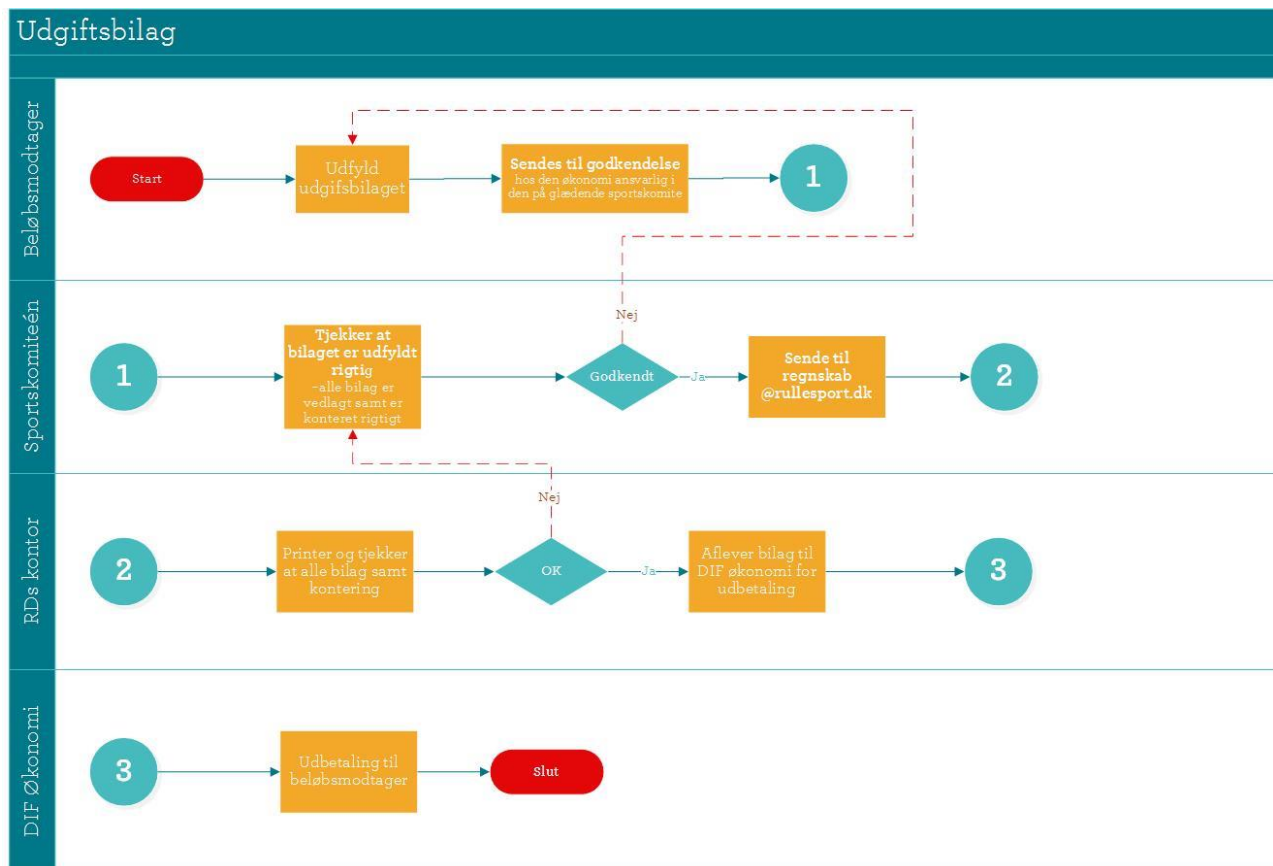 Udgiftsbilag
Beløbsmodtager
Start
Udfyld
udgifsbilaget
Sendes til godkendelse
hos den økonomi ansvarlig i
den på glædende sportskomite
1
Sportskomiteén
1
Tjekker at
bilaget er udfyldt
rigtig
-alle bilag er
vedlagt samt er
konteret rigtigt
Nej
Godkendt
Ja
Sende til
regnskab
@rullesport.dk
2
RDs kontor
2
Printer og tjekker
at alle bilag samt
kontering
Nej
OK
Ja
Aflever bilag til
DIF økonomi for
udbetaling
3
DIF Økonomi
3
Udbetaling til
beløbsmodtager
Slut